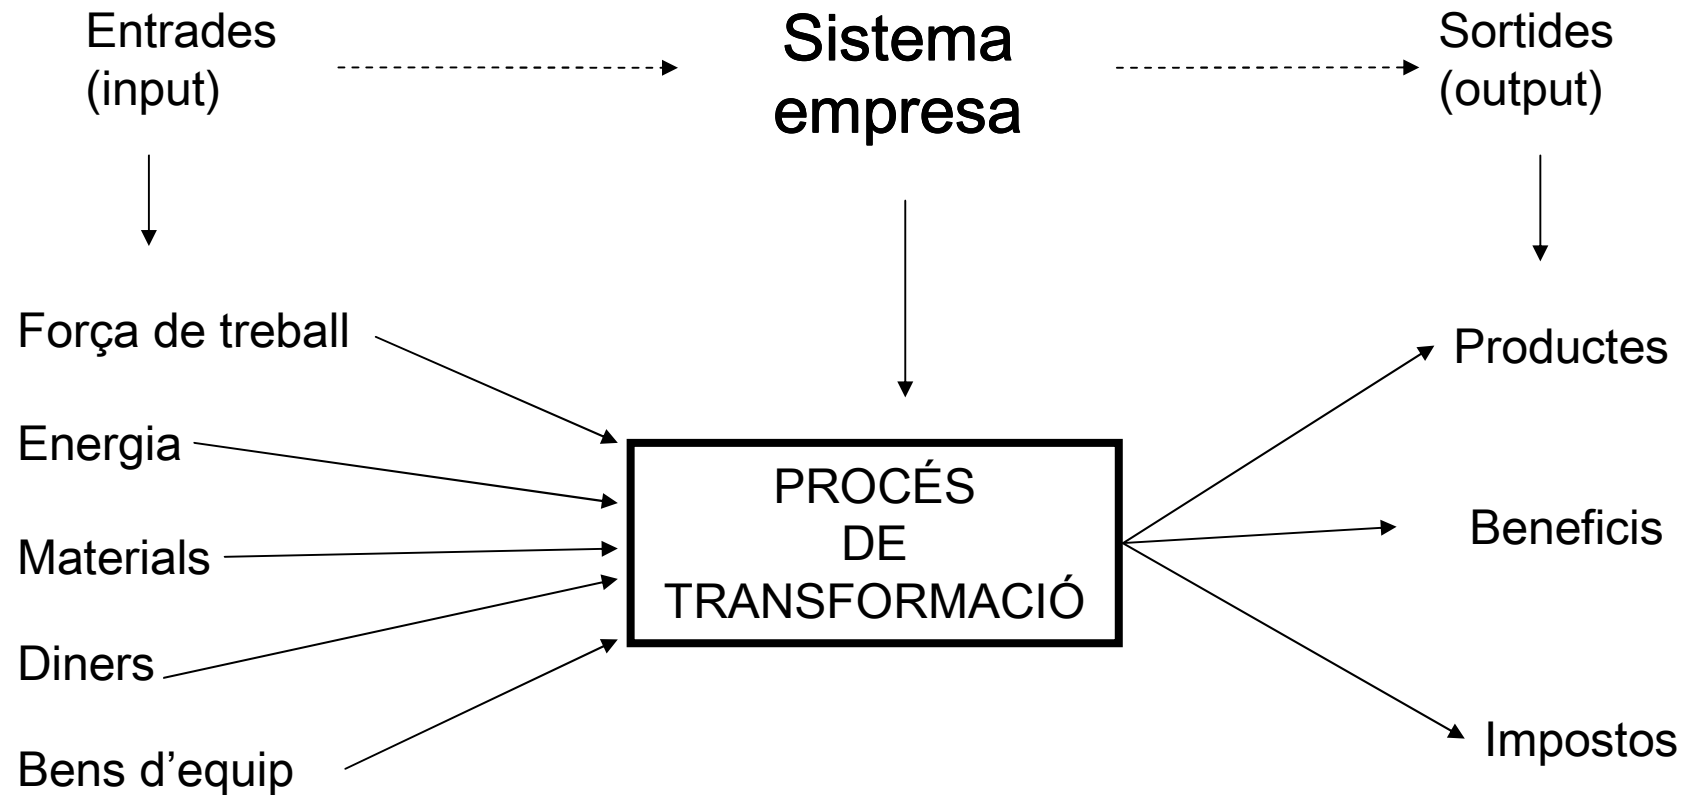 Entrades
(input)
Sistema
empresa
Sortides
(output)
Força de treball
Energia
Materials
Diners
Bens d’equip
PROCÉS
DE
TRANSFORMACIÓ
Productes
Beneficis
Impostos